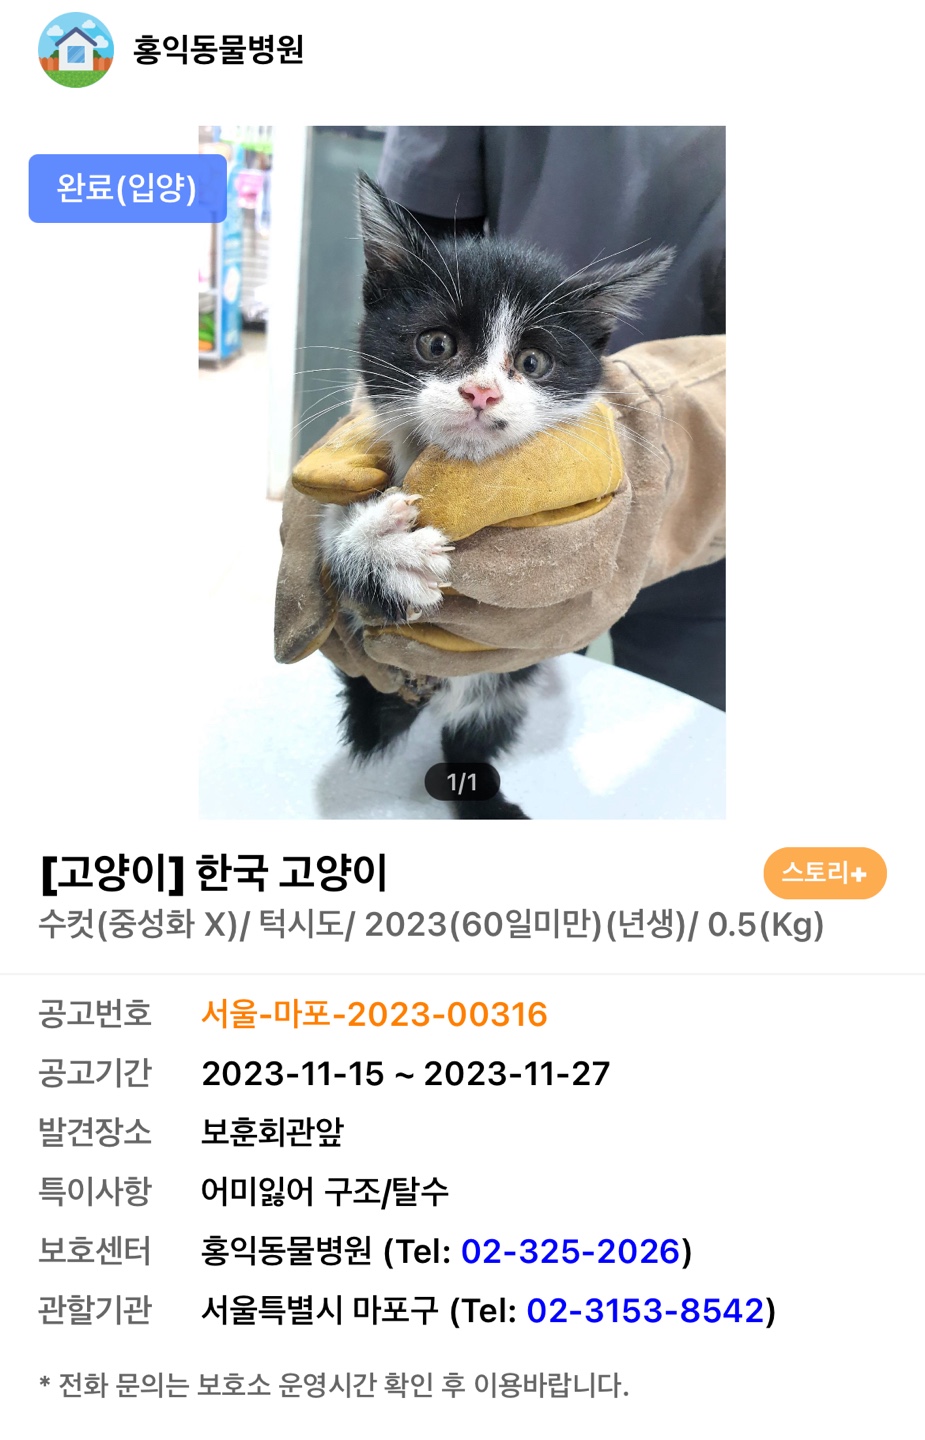 홍익동물병원
완료(입양)
1/1
[고양이] 한국 고양이
스토리+
수컷(중성화 X)/ 턱시도/ 2023(60일미만)(년생)/ 0.5(Kg)
공고번호 서울-마포-2023-00316
공고기간 2023-11-15 ~ 2023-11-27
발견장소 보훈회관앞
특이사항 어미잃어 구조/탈수
보호센터 홍익동물병원 (Tel: 02-325-2026)
관할기관 서울특별시 마포구 (Tel: 02-3153-8542)
* 전화 문의는 보호소 운영시간 확인 후 이용바랍니다.